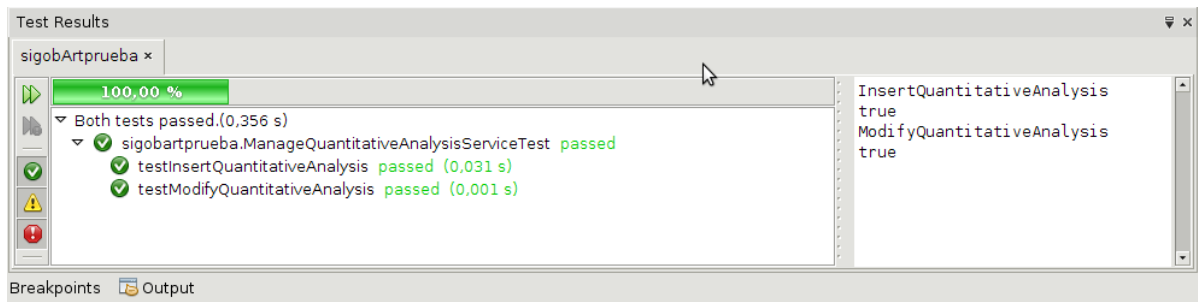 Test Results
sigobArtprueba ×
100,00 %
Both tests passed.(0,356 s)
sigobartprueba.ManageQuantitativeAnalysisServiceTest passed
testInsertQuantitativeAnalysis passed (0,031 s)
testModifyQuantitativeAnalysis passed (0,001 s)
InsertQuantitativeAnalysis
true
ModifyQuantitativeAnalysis
true
Breakpoints Output